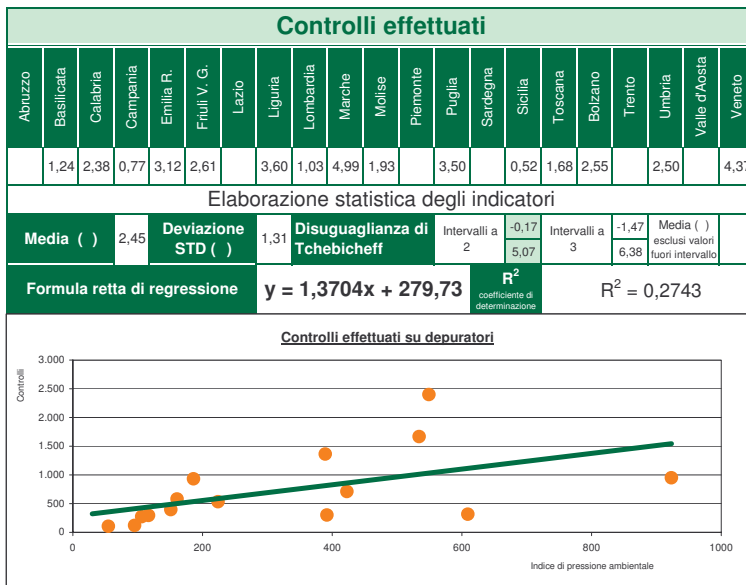 Controlli effettuati
Abruzzo Basilicata Calabria Campania Emilia R. Friuli V. G. Lazio Liguria Lombardia Marche Molise Piemonte Puglia Sardegna Sicilia Toscana Bolzano Trento Umbria Valle d'Aosta Veneto
1,24 2,38 0,77 3,12 2,61 3,60 1,03 4,99 1,93 3,50 0,52 1,68 2,55 2,50 4,37
Elaborazione statistica degli indicatori
Media ( ) 2,45 Deviazione STD ( ) 1,31 Disuguaglianza di Tchebicheff Intervalli a 2 -0,17 5,07 Intervalli a 3 -1,47 6,38 Media ( ) esclusi valori fuori intervallo
Formula retta di regressione y = 1,3704x + 279,73 R² coefficiente di determinazione R² = 0,2743
Controlli effettuati su depuratori
Controlli
3.000
2.500
2.000
1.500
1.000
500
0
0 200 400 600 800 1000
Indice di pressione ambientale